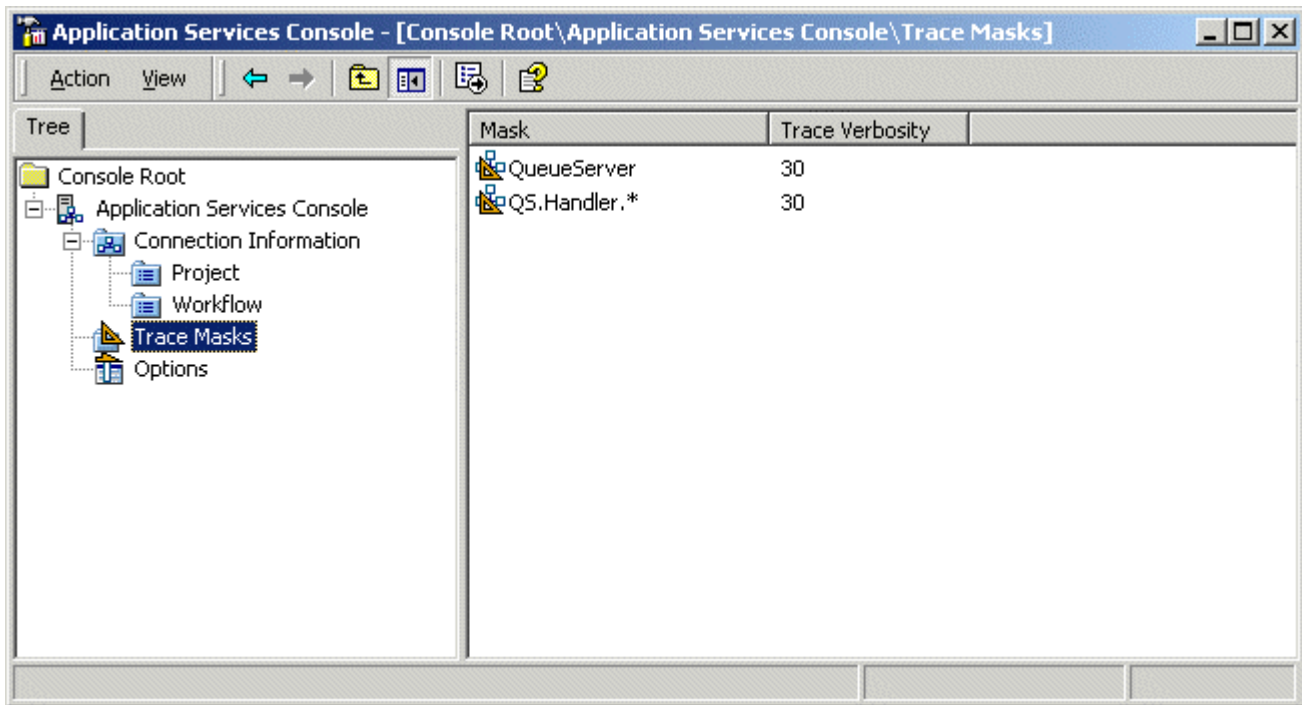 Application Services Console - [Console Root\Application Services Console\Trace Masks]
Action View
Tree
Console Root
Application Services Console
Connection Information
Project
Workflow
Trace Masks
Options
Mask Trace Verbosity
QueueServer 30
QS.Handler.* 30